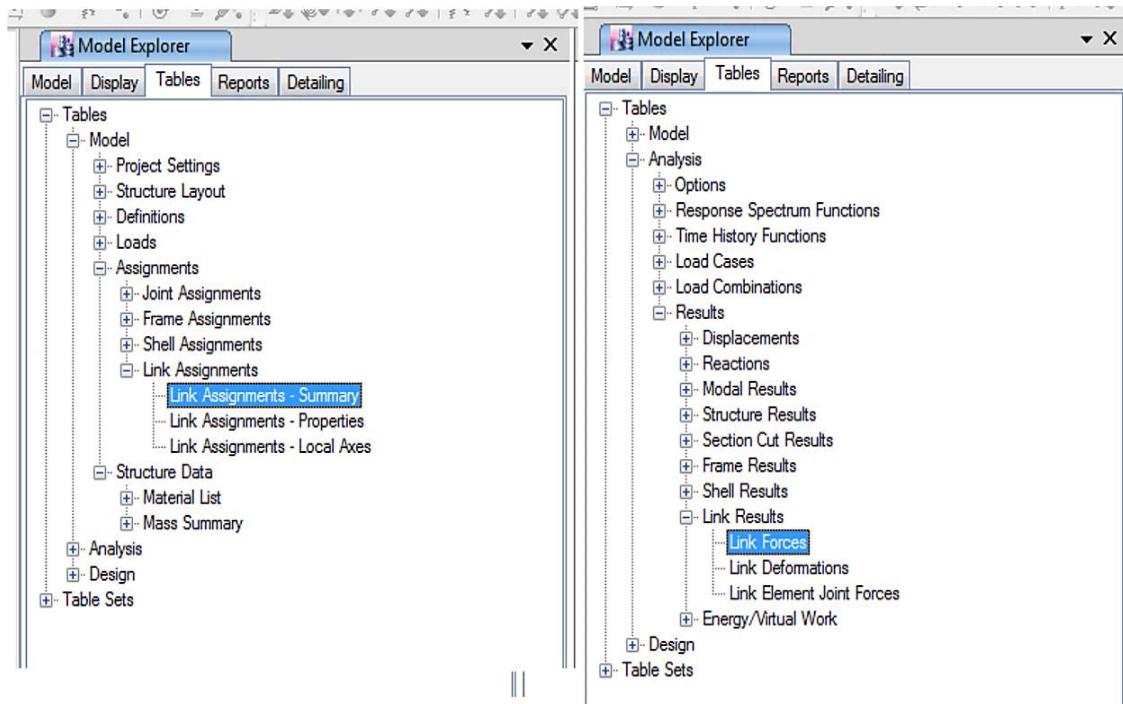 Model Explorer
Model Display Tables Reports Detailing
Tables
Model
Project Settings
Structure Layout
Definitions
Loads
Assignments
Joint Assignments
Frame Assignments
Shell Assignments
Link Assignments
Link Assignments - Summary
Link Assignments - Properties
Link Assignments - Local Axes
Structure Data
Material List
Mass Summary
Analysis
Design
Table Sets
Model Explorer
Model Display Tables Reports Detailing
Tables
Model
Analysis
Options
Response Spectrum Functions
Time History Functions
Load Cases
Load Combinations
Results
Displacements
Reactions
Modal Results
Structure Results
Section Cut Results
Frame Results
Shell Results
Link Results
Link Forces
Link Deformations
Link Element Joint Forces
Energy/Virtual Work
Design
Table Sets